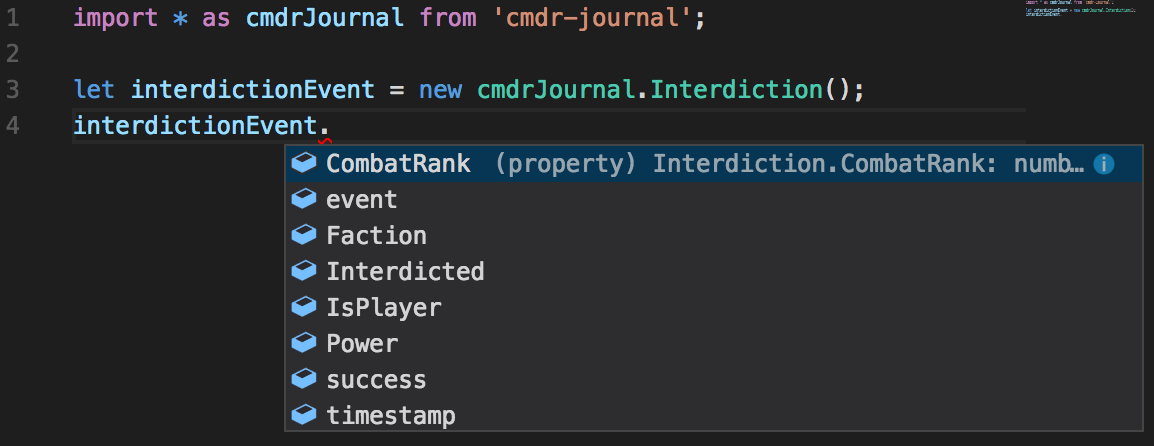 1 import * as cmdrJournal from 'cmdr-journal';
2
3 let interdictionEvent = new cmdrJournal.Interdiction();
4 interdictionEvent.
CombatRank (property) Interdiction.CombatRank: numb…
event
Faction
Interdicted
IsPlayer
Power
success
timestamp